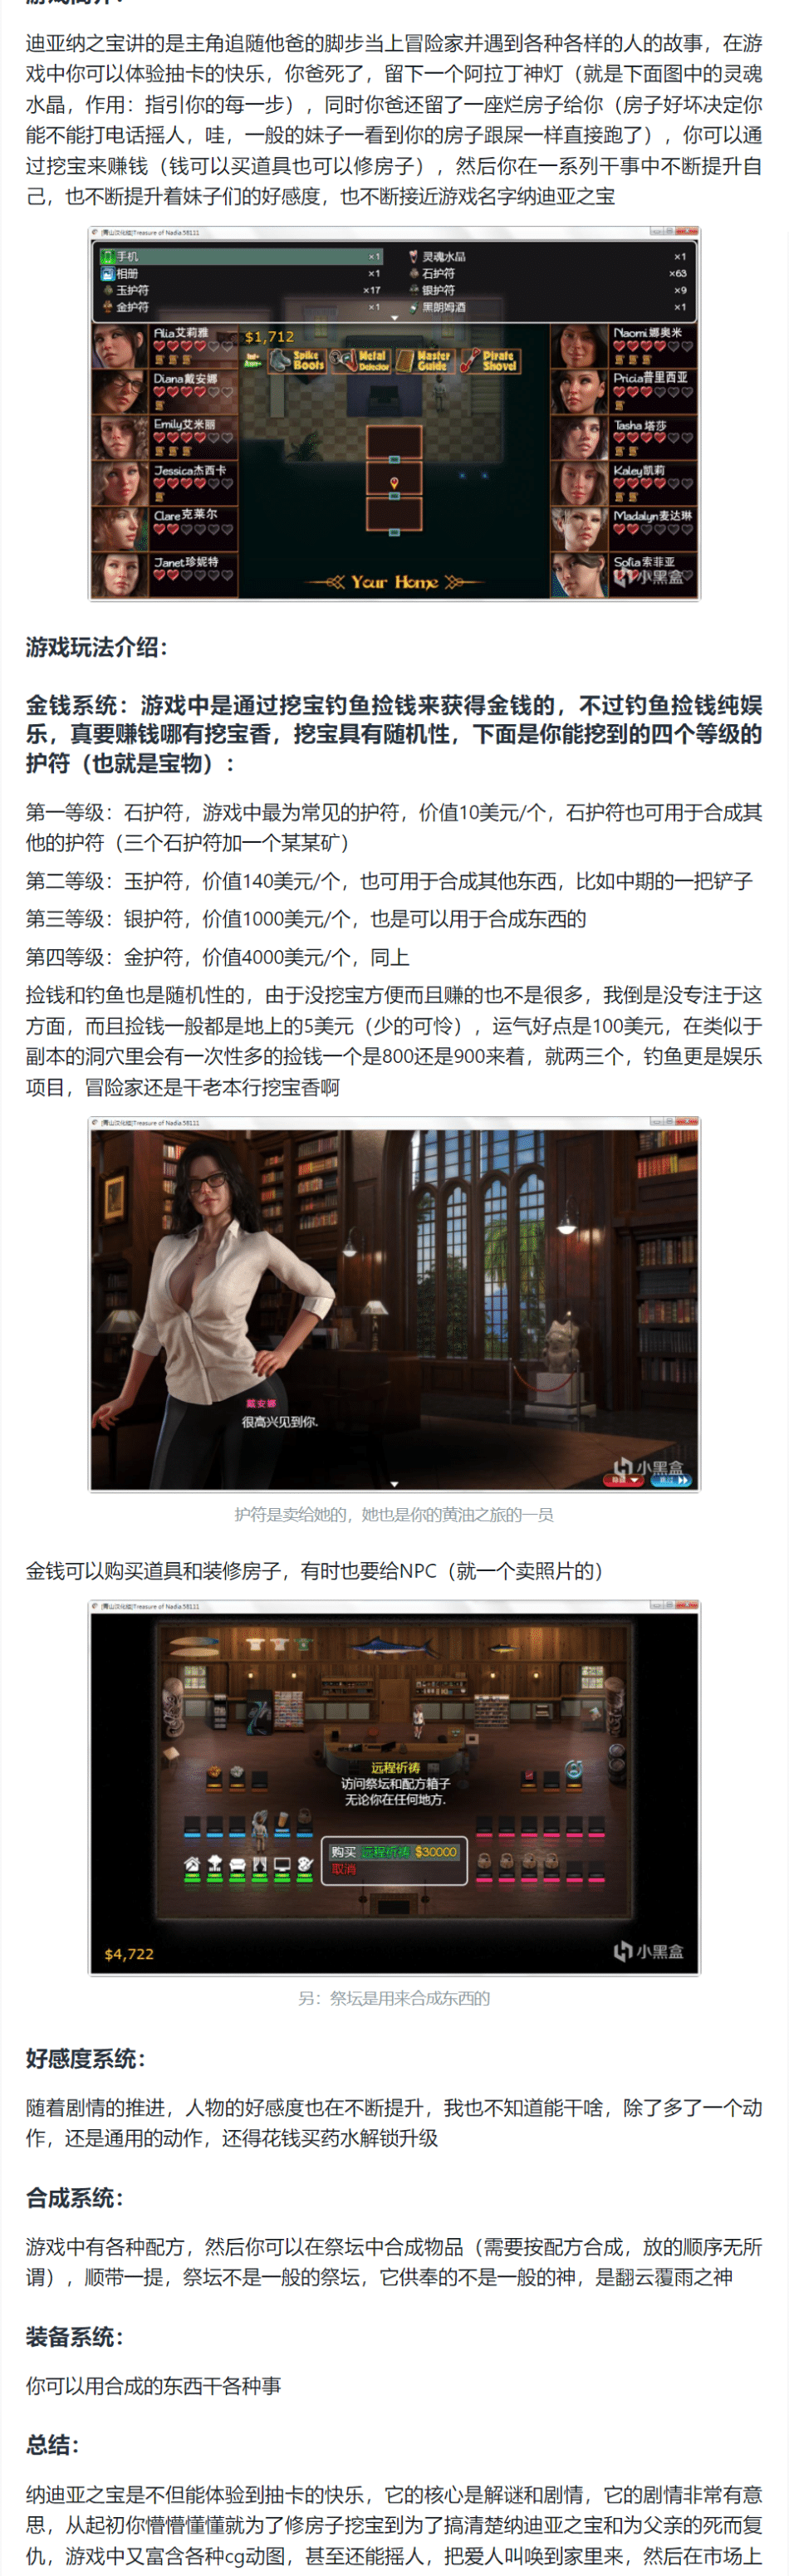 迪亚纳之宝讲的是主角追随他爸的脚步当上冒险家并遇到各种各样的人的故事，在游
戏中你可以体验抽卡的快乐，你爸死了，留下一个阿拉丁神灯（就是下面图中的灵魂
水晶，作用：指引你的每一步），同时你爸还留了一座烂房子给你（房子好坏决定你
能不能打电话摇人，哇，一般的妹子一看到你的房子跟屎一样直接跑了），你可以通
过挖宝来赚钱（钱可以买道具也可以修房子），然后你在一系列干事中不断提升自
己，也不断提升着妹子们的好感度，也不断接近游戏名字纳迪亚之宝
[青山汉化组]Treasure of Nadia 58111
手机 ×1 灵魂水晶 ×1
相册 ×1 石护符 ×63
玉护符 ×17 银护符 ×9
金护符 ×1 黑朗姆酒 ×1
$1,712
Spike Boots
Metal Detector
Master Guide
Pirate Shovel
Alia艾莉雅
Diana戴安娜
Emily艾米丽
Jessica杰西卡
Clare克莱尔
Janet珍妮特
Naomi娜奥米
Pricia普里西亚
Tasha 塔莎
Kaley凯莉
Madalyn麦达琳
Sofia索菲亚
Your Home
小黑盒
游戏玩法介绍：
金钱系统：游戏中是通过挖宝钓鱼捡钱来获得金钱的，不过钓鱼捡钱纯娱
乐，真要赚钱哪有挖宝香，挖宝具有随机性，下面是你能挖到的四个等级的
护符（也就是宝物）：
第一等级：石护符，游戏中最为常见的护符，价值10美元/个，石护符也可用于合成其
他的护符（三个石护符加一个某某矿）
第二等级：玉护符，价值140美元/个，也可用于合成其他东西，比如中期的一把铲子
第三等级：银护符，价值1000美元/个，也是可以用于合成东西的
第四等级：金护符，价值4000美元/个，同上
捡钱和钓鱼也是随机性的，由于没挖宝方便而且赚的也不是很多，我倒是没专注于这
方面，而且捡钱一般都是地上的5美元（少的可怜），运气好点是100美元，在类似于
副本的洞穴里会有一次性多的捡钱一个是800还是900来着，就两三个，钓鱼更是娱乐
项目，冒险家还是干老本行挖宝香啊
[青山汉化组]Treasure of Nadia 58111
戴安娜
很高兴见到你.
小黑盒
护符是卖给她的，她也是你的黄油之旅的一员
金钱可以购买道具和装修房子，有时也要给NPC（就一个卖照片的）
[青山汉化组]Treasure of Nadia 58111
远程祈祷
访问祭坛和配方箱子
无论你在任何地方.
购买 远程祈祷 $30000
取消
$4,722
小黑盒
另：祭坛是用来合成东西的
好感度系统：
随着剧情的推进，人物的好感度也在不断提升，我也不知道能干啥，除了多了一个动
作，还是通用的动作，还得花钱买药水解锁升级
合成系统：
游戏中有各种配方，然后你可以在祭坛中合成物品（需要按配方合成，放的顺序无所
谓），顺带一提，祭坛不是一般的祭坛，它供奉的不是一般的神，是翻云覆雨之神
装备系统：
你可以用合成的东西干各种事
总结：
纳迪亚之宝是不但能体验到抽卡的快乐，它的核心是解谜和剧情，它的剧情非常有意
思，从起初你懵懵懂懂就为了修房子挖宝到为了搞清楚纳迪亚之宝和为父亲的死而复
仇，游戏中又富含各种cg动图，甚至还能摇人，把爱人叫唤到家里来，然后在市场上